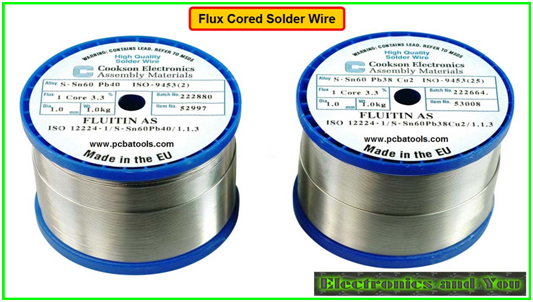 Flux Cored Solder Wire
WARNING: CONTAINS LEAD. REFER TO MAKER
High Quality
Solder Wire
Cookson Electronics
Assembly Materials
Alloy S-Sn60 Pb40 ISO-9453(2)
Flux 1 Core 3.3 % Batch No. 222880
Dia 1.0 mm Wt 1.0kg Item No. 52997
FLUITIN AS
ISO 12224-1/S-Sn60Pb40/1.1.3
www.pcbatools.com
Made in the EU
WARNING: CONTAINS LEAD. REFER TO MAKER
High Quality
Solder Wire
Cookson Electronics
Assembly Materials
Alloy S-Sn60 Pb38 Cu2 ISO-9453(25)
Flux 1 Core 3.3 % Batch No. 222664.
Dia 1.0 mm Wt 1.0kg Item No. 53008
FLUITIN AS
ISO 12224-1/S-Sn60Pb38Cu2/1.1.3
www.pcbatools.com
Made in the EU
Electronics and You